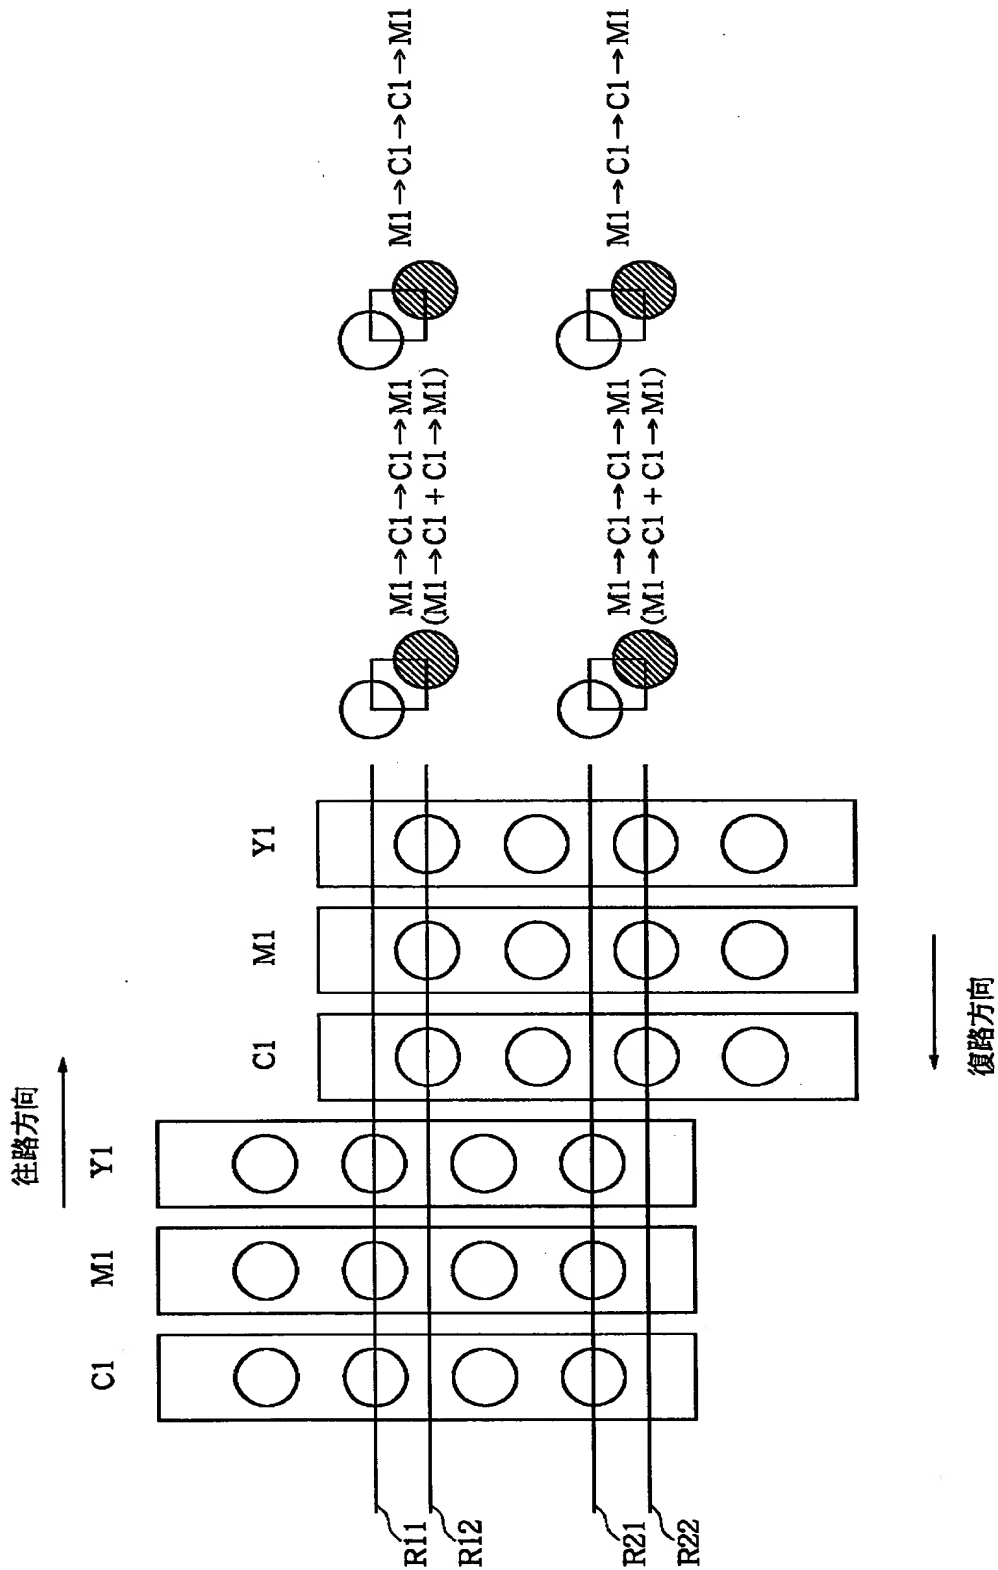 往路方向
C1 M1 Y1
C1 M1 Y1
R11
R12
R21
R22
M1→C1→C1→M1
(M1→C1 + C1→M1)
M1→C1→C1→M1
M1→C1→C1→M1
(M1→C1 + C1→M1)
M1→C1→C1→M1
復路方向